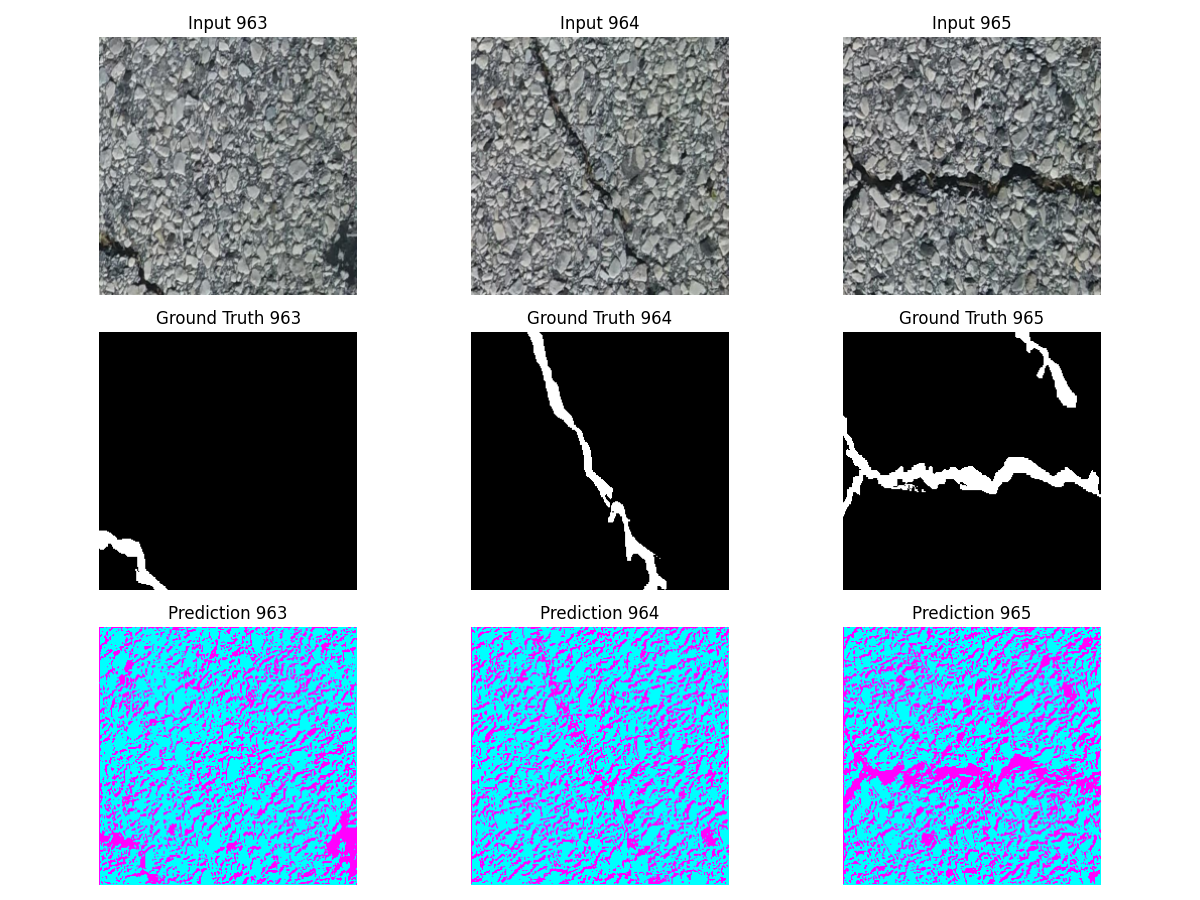 Input 963
Input 964
Input 965
Ground Truth 963
Ground Truth 964
Ground Truth 965
Prediction 963
Prediction 964
Prediction 965